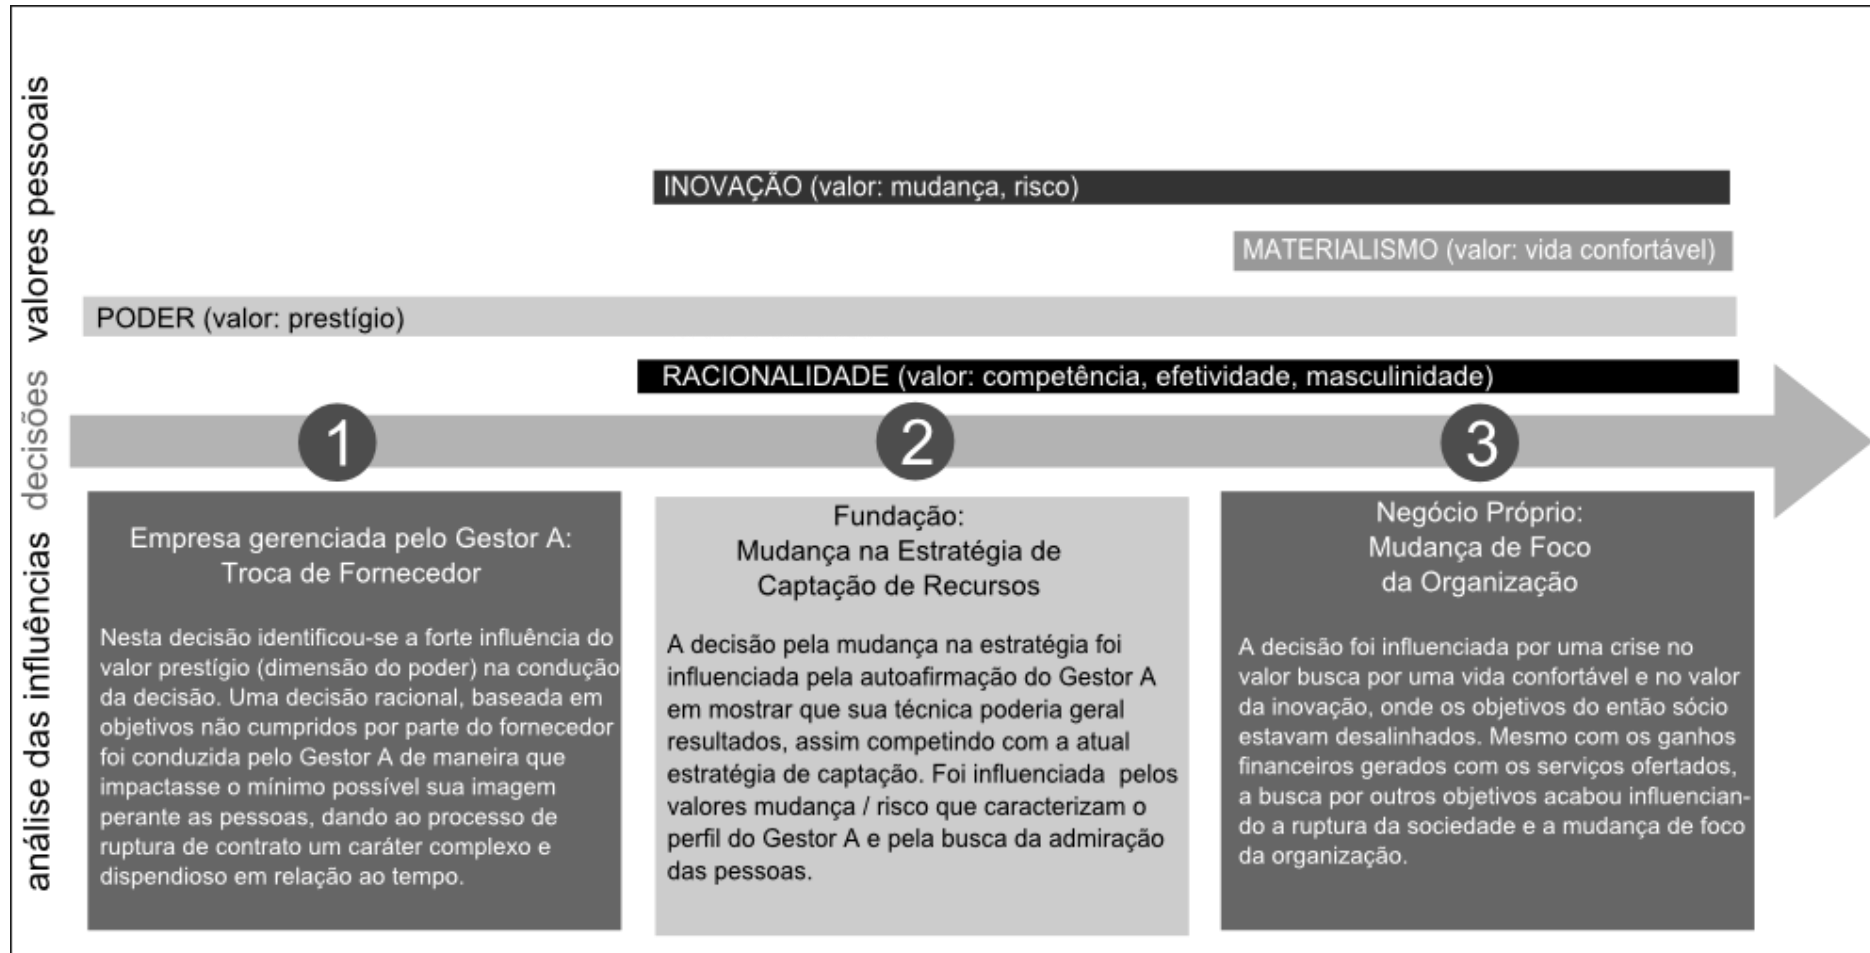 valores pessoais
INOVAÇÃO (valor: mudança, risco)
MATERIALISMO (valor: vida confortável)
PODER (valor: prestígio)
RACIONALIDADE (valor: competência, efetividade, masculinidade)
decisões
1
2
3
análise das influências
Empresa gerenciada pelo Gestor A:
Troca de Fornecedor
Nesta decisão identificou-se a forte influência do
valor prestígio (dimensão do poder) na condução
da decisão. Uma decisão racional, baseada em
objetivos não cumpridos por parte do fornecedor
foi conduzida pelo Gestor A de maneira que
impactasse o mínimo possível sua imagem
perante as pessoas, dando ao processo de
ruptura de contrato um caráter complexo e
dispendioso em relação ao tempo.
Fundação:
Mudança na Estratégia de
Captação de Recursos
A decisão pela mudança na estratégia foi
influenciada pela autoafirmação do Gestor A
em mostrar que sua técnica poderia geral
resultados, assim competindo com a atual
estratégia de captação. Foi influenciada pelos
valores mudança / risco que caracterizam o
perfil do Gestor A e pela busca da admiração
das pessoas.
Negócio Próprio:
Mudança de Foco
da Organização
A decisão foi influenciada por uma crise no
valor busca por uma vida confortável e no valor
da inovação, onde os objetivos do então sócio
estavam desalinhados. Mesmo com os ganhos
financeiros gerados com os serviços ofertados,
a busca por outros objetivos acabou influencian-
do a ruptura da sociedade e a mudança de foco
da organização.